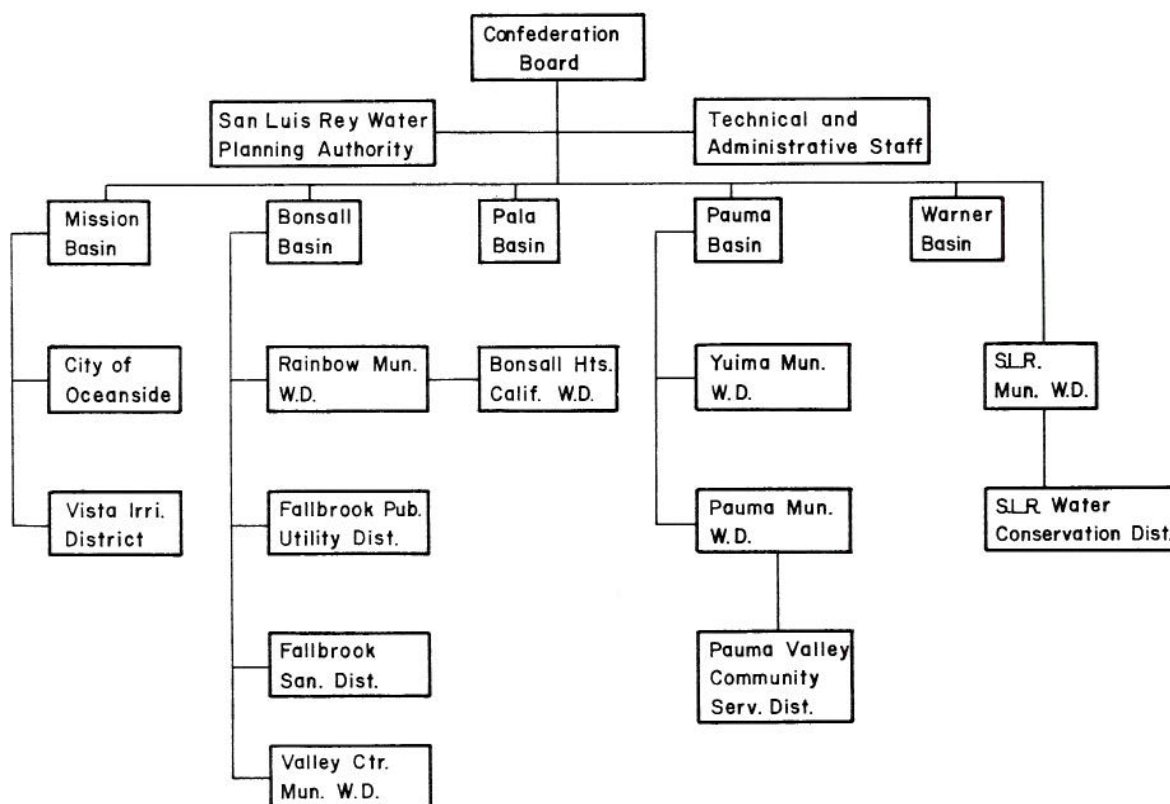 Confederation
Board
San Luis Rey Water
Planning Authority
Technical and
Administrative Staff
Mission
Basin
Bonsall
Basin
Pala
Basin
Pauma
Basin
Warner
Basin
City of
Oceanside
Rainbow Mun.
W.D.
Bonsall Hts.
Calif. W.D.
Yuima Mun.
W.D.
S.L.R.
Mun. W.D.
Vista Irri.
District
Fallbrook Pub.
Utility Dist.
Pauma Mun.
W.D.
S.L.R. Water
Conservation Dist.
Fallbrook
San. Dist.
Pauma Valley
Community
Serv. Dist.
Valley Ctr.
Mun. W.D.